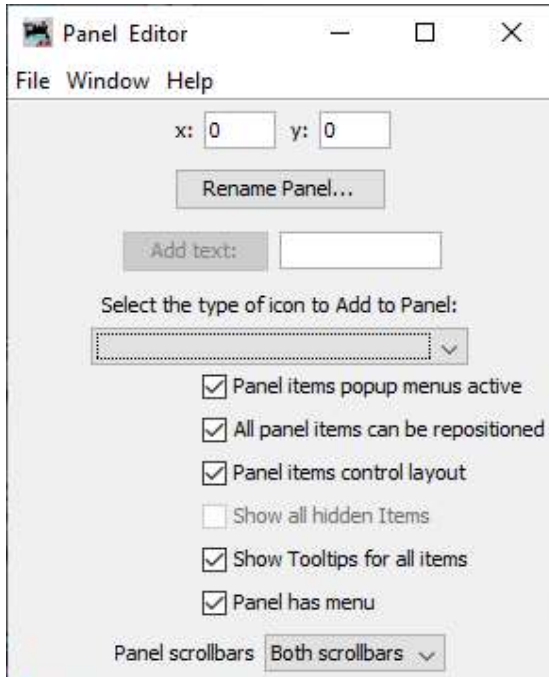 Panel Editor
File Window Help
x: 0 y: 0
Rename Panel...
Add text:
Select the type of icon to Add to Panel:
Panel items popup menus active
All panel items can be repositioned
Panel items control layout
Show all hidden Items
Show Tooltips for all items
Panel has menu
Panel scrollbars Both scrollbars